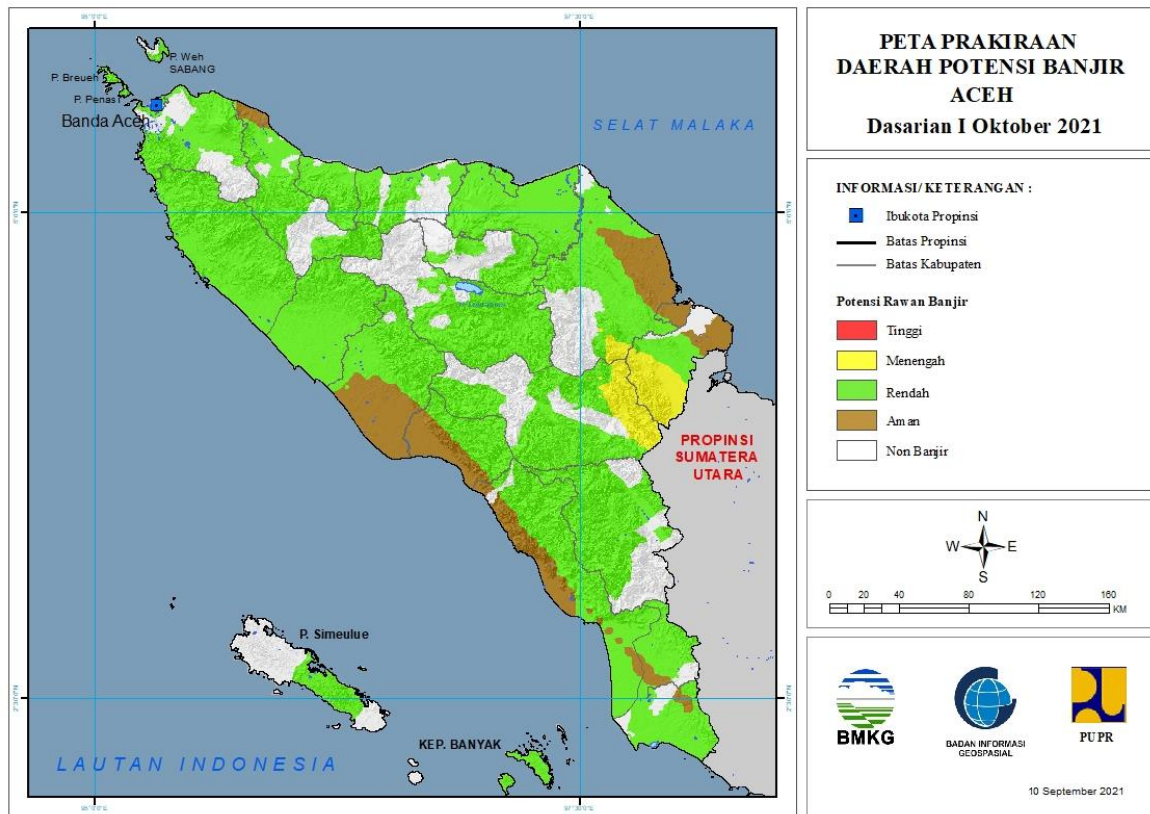 P. Weh
SABANG
P. Breueh
P. Penasi
Banda Aceh
SELAT MALAKA
PROPINSI
SUMATERA
UTARA
P. Simeulue
KEP. BANYAK
LAUTAN INDONESIA
PETA PRAKIRAAN
DAERAH POTENSI BANJIR
ACEH
Dasarian I Oktober 2021
INFORMASI/ KETERANGAN :
Ibukota Propinsi
Batas Propinsi
Batas Kabupaten
Potensi Rawan Banjir
Tinggi
Menengah
Rendah
Aman
Non Banjir
N
W E
S
0 10 20 40 60 80 120 160
KM
BMKG
BADAN INFORMASI
GEOSPASIAL
PUPR
10 September 2021